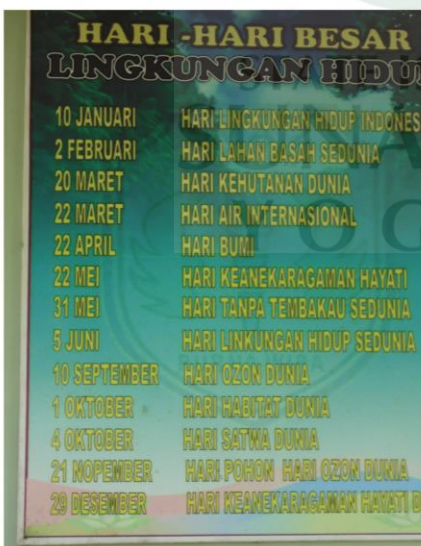 HARI -HARI BESAR
LINGKUNGAN HIDU
10 JANUARI HARI LINGKUNGAN HIDUP INDONES
2 FEBRUARI HARI LAHAN BASAH SEDUNIA
20 MARET HARI KEHUTANAN DUNIA
22 MARET HARI AIR INTERNASIONAL
22 APRIL HARI BUMI
22 MEI HARI KEANEKARAGAMAN HAYATI
31 MEI HARI TANPA TEMBAKAU SEDUNIA
5 JUNI HARI LINKUNGAN HIDUP SEDUNIA
10 SEPTEMBER HARI OZON DUNIA
1 OKTOBER HARI HABITAT DUNIA
4 OKTOBER HARI SATWA DUNIA
21 NOPEMBER HARI POHON HARI OZON DUNIA
29 DESEMBER HARI KEANEKARAGAMAN HAYATI D